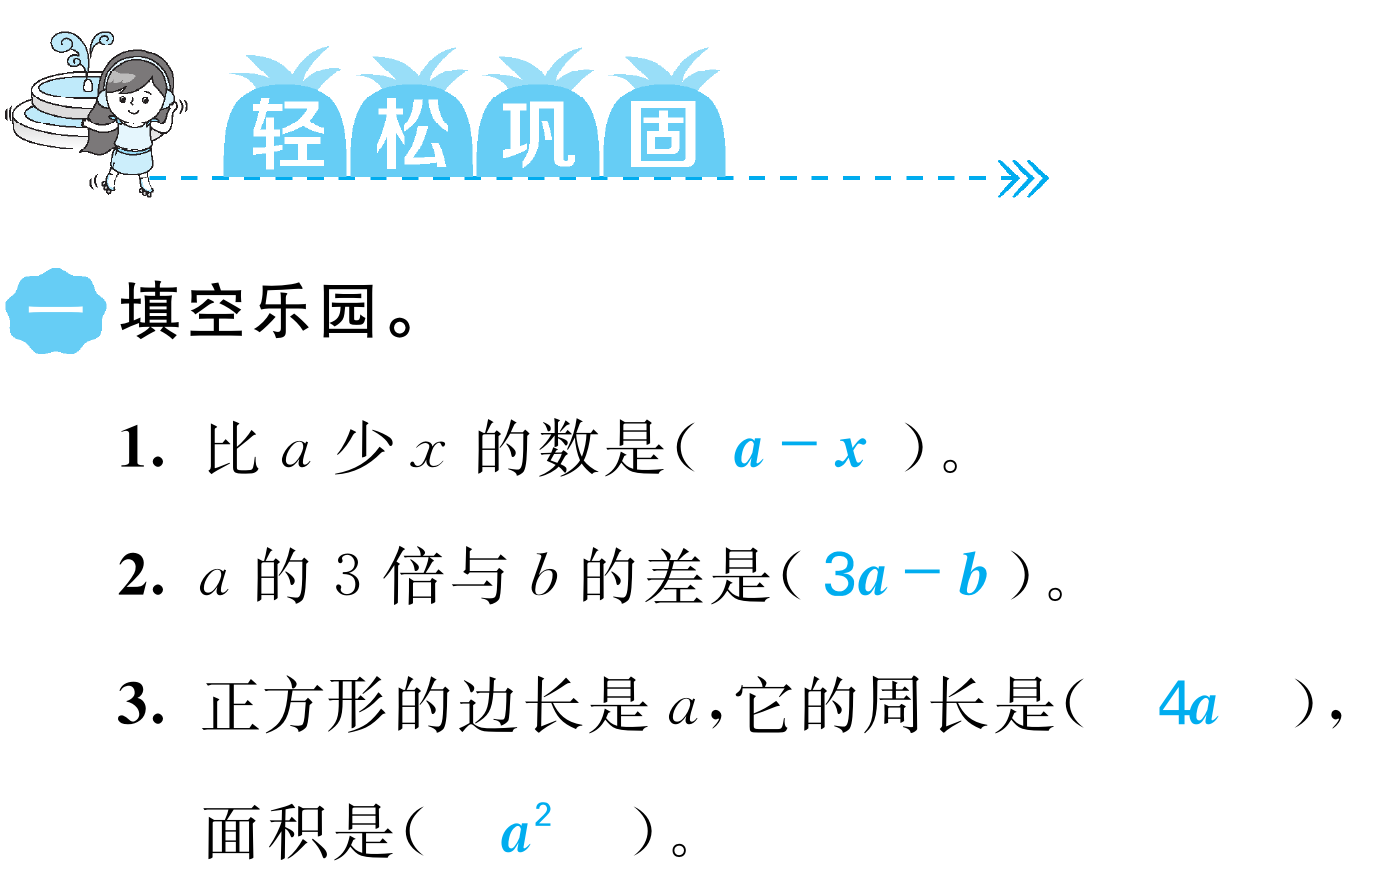 轻松巩固
一 填空乐园。
1. 比 a 少 x 的数是( a－x )。
2. a 的 3 倍与 b 的差是( 3a－b )。
3. 正方形的边长是 a,它的周长是( 4a ),
面积是( a² )。